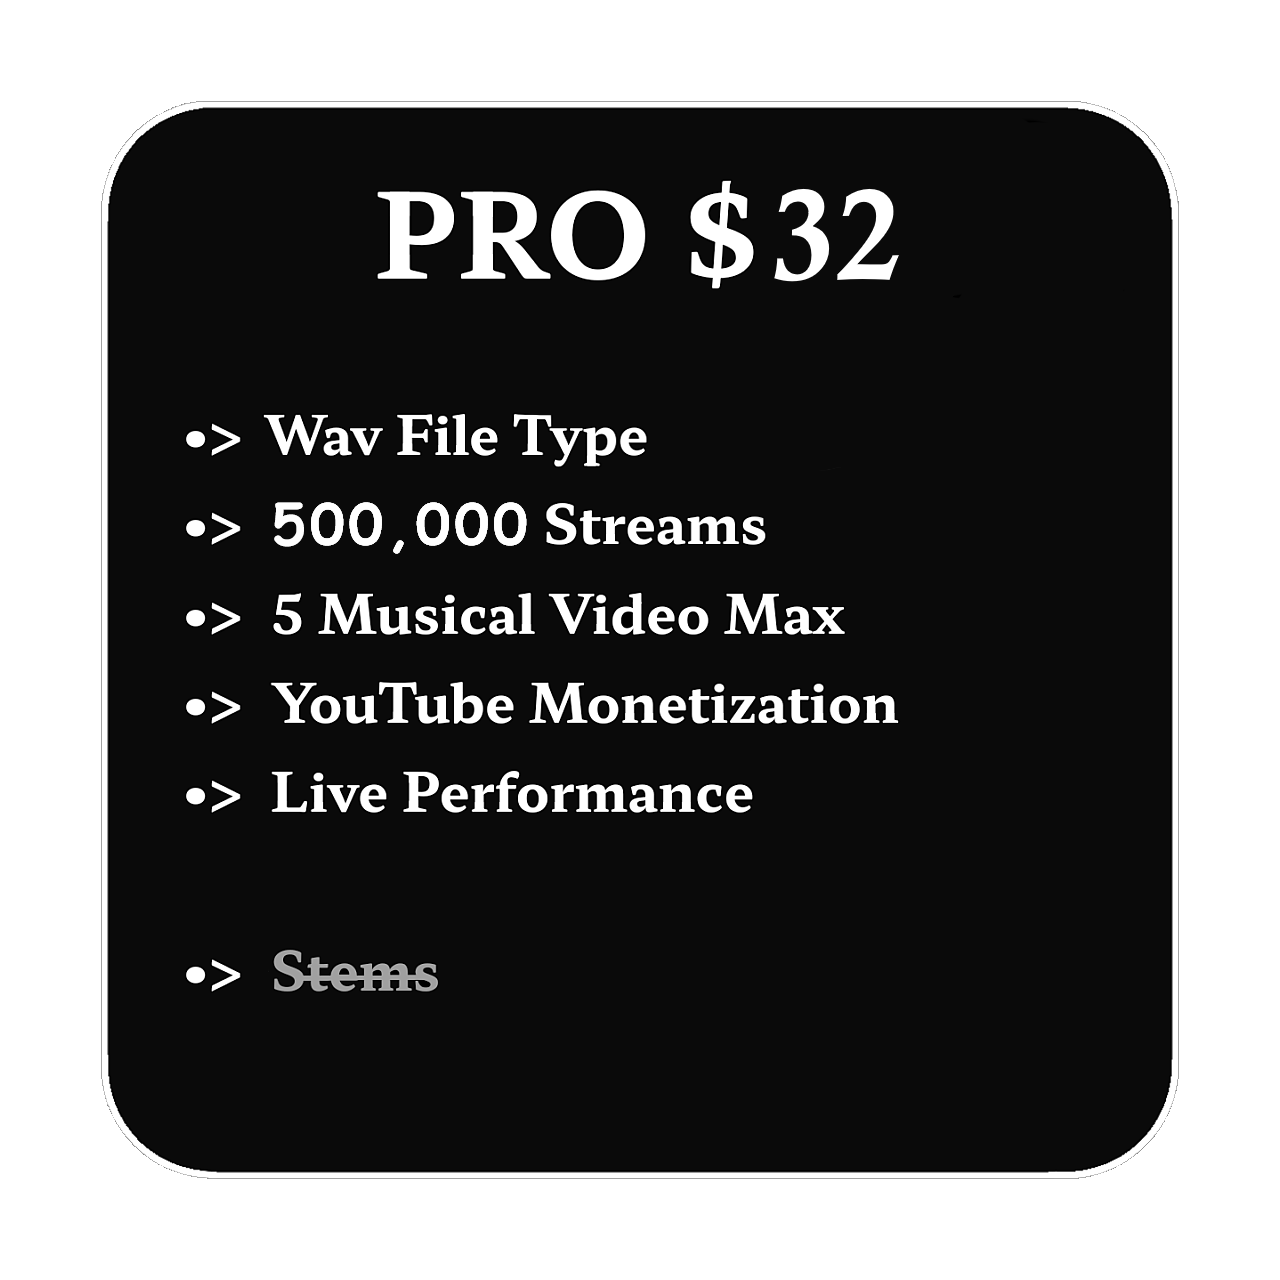 PRO $32
•> Wav File Type
•> 500,000 Streams
•> 5 Musical Video Max
•> YouTube Monetization
•> Live Performance
•> Stems